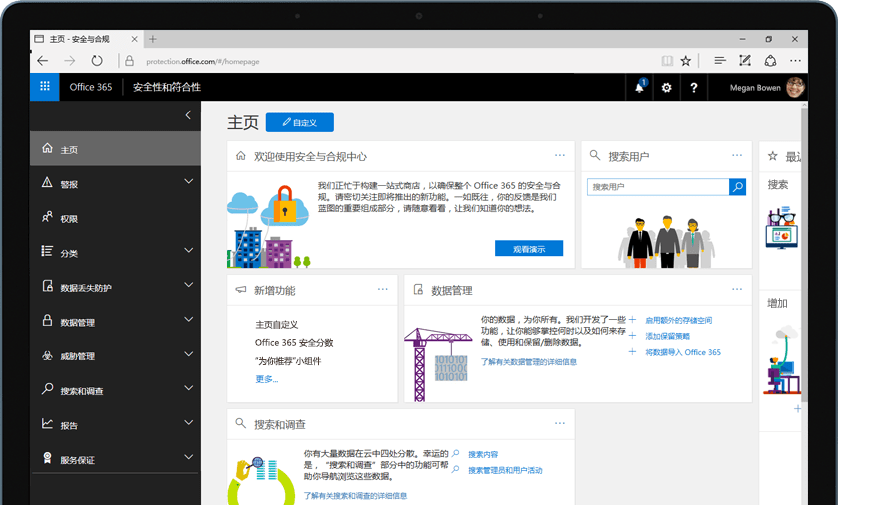 主页 - 安全与合规
protection.office.com/#/homepage
Office 365
安全性和符合性
1
?
Megan Bowen
主页
警报
权限
分类
数据丢失防护
数据管理
威胁管理
搜索和调查
报告
服务保证
主页
自定义
欢迎使用安全与合规中心
我们正忙于构建一站式商店，以确保整个 Office 365 的安全与合
规。请密切关注即将推出的新功能。一如既往，你的反馈是我们
蓝图的重要组成部分，请随意看看，让我们知道你的想法。
观看演示
搜索用户
搜索用户
搜索
增加
新增功能
主页自定义
Office 365 安全分数
"为你推荐"小组件
更多...
数据管理
你的数据，为你所有。我们开发了一些
功能，让你能够掌控何时以及如何来存
储、使用和保留/删除数据。
了解有关数据管理的详细信息
启用额外的存储空间
添加保留策略
将数据导入 Office 365
搜索和调查
你有大量数据在云中四处分散。幸运的
是，"搜索和调查"部分中的功能可帮
助你导航浏览这些数据。
了解有关搜索和调查的详细信息
搜索内容
搜索管理员和用户活动